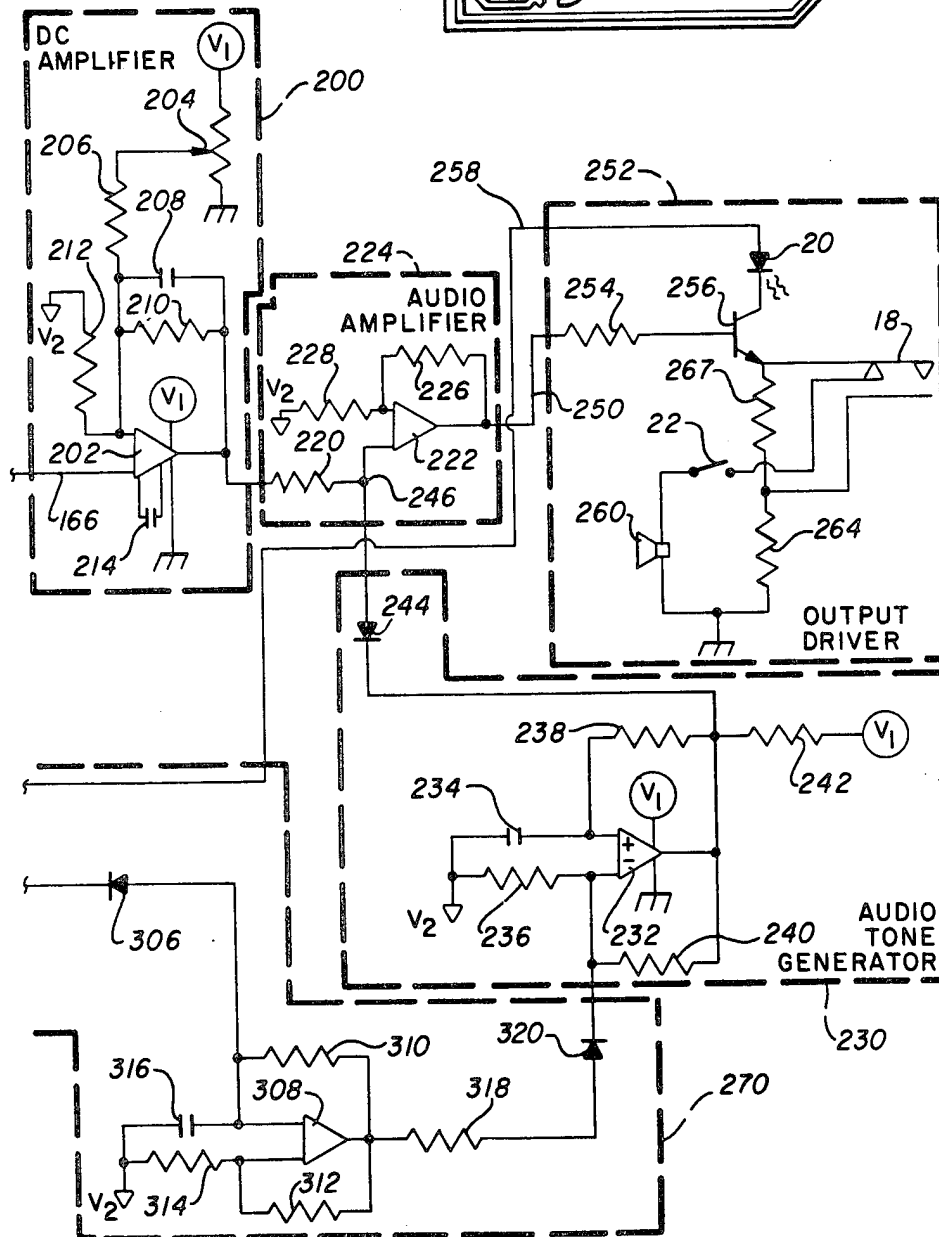 DC
AMPLIFIER
V1
200
204
206
258
252
208
20
212
224
254
256
210
AUDIO
AMPLIFIER
18
V2
228
226
267
V1
V2
250
220
22
202
222
246
260
166
264
214
244
OUTPUT
DRIVER
238
V1
242
234
V1
+
-
306
V2
236
232
240
AUDIO
TONE
GENERATOR
320
230
310
316
308
318
270
V2
314
312